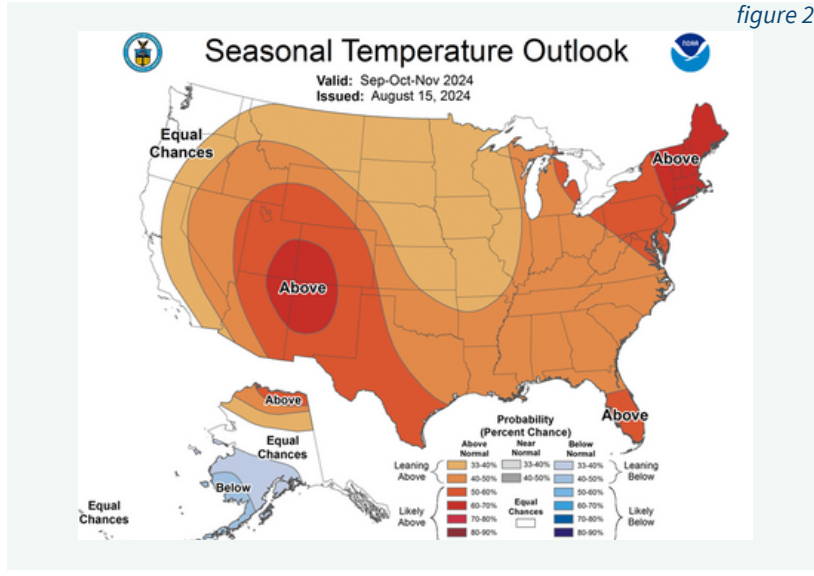 figure 2
Seasonal Temperature Outlook
NOAA
Valid: Sep-Oct-Nov 2024
Issued: August 15, 2024
Equal
Chances
Above
Above
Above
Above
Equal
Chances
Below
Equal
Chances
Probability
(Percent Chance)
Above
Normal
Near
Normal
Below
Normal
Leaning
Above
33-40%
33-40%
33-40%
Leaning
Below
40-50%
40-50%
40-50%
Likely
Above
50-60%
Equal
Chances
50-60%
Likely
Below
60-70%
60-70%
70-80%
70-80%
80-90%
80-90%